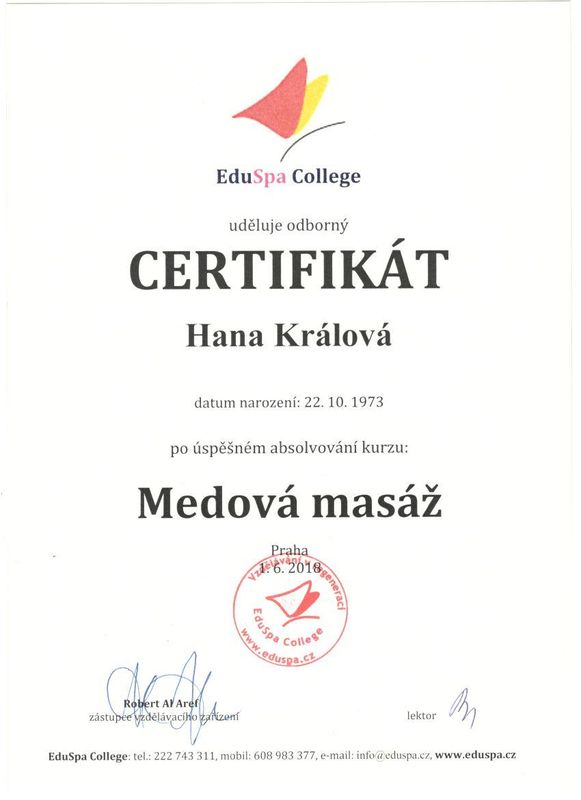 EduSpa College
uděluje odborný
CERTIFIKÁT
Hana Králová
datum narození: 22. 10. 1973
po úspěšném absolvování kurzu:
Medová masáž
Praha
1. 6. 2018
Vzdělávání v regeneraci
EduSpa College
www.eduspa.cz
Robert Al Aref
zástupce vzdělávacího zařízení
lektor
EduSpa College: tel.: 222 743 311, mobil: 608 983 377, e-mail: info@eduspa.cz, www.eduspa.cz